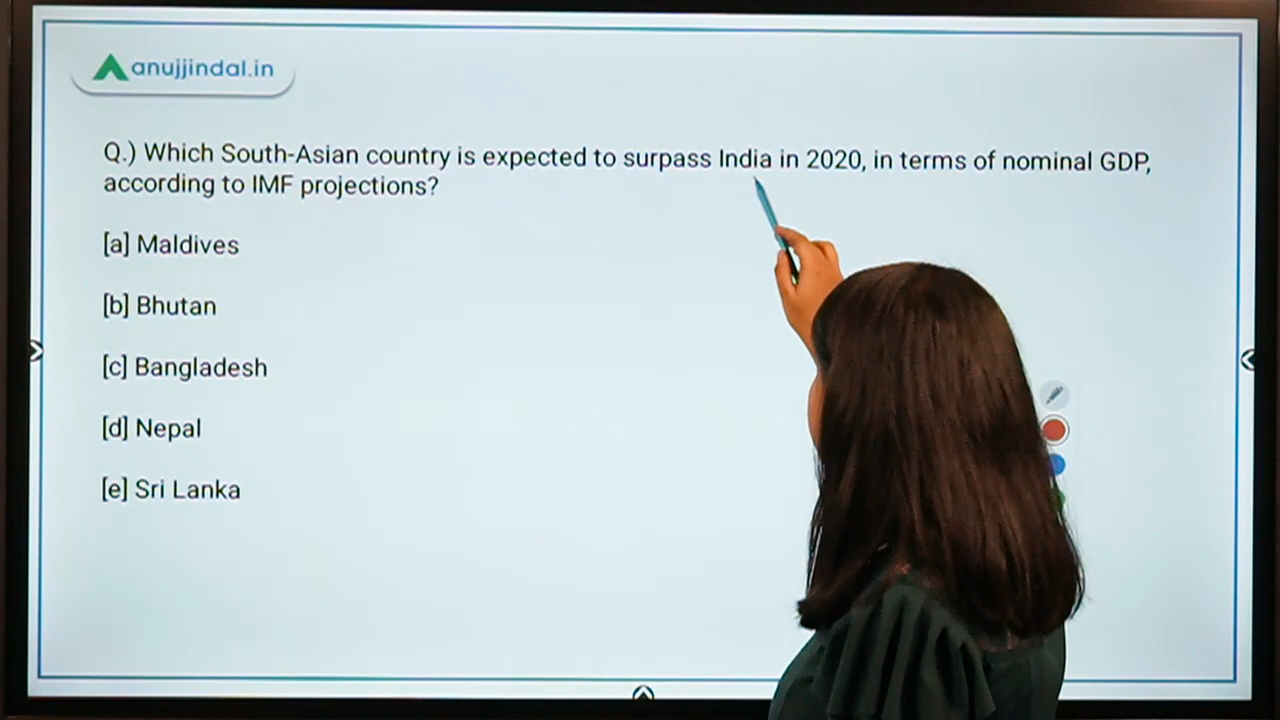 anujjindal.in
Q.) Which South-Asian country is expected to surpass India in 2020, in terms of nominal GDP,
according to IMF projections?
[a] Maldives
[b] Bhutan
[c] Bangladesh
[d] Nepal
[e] Sri Lanka